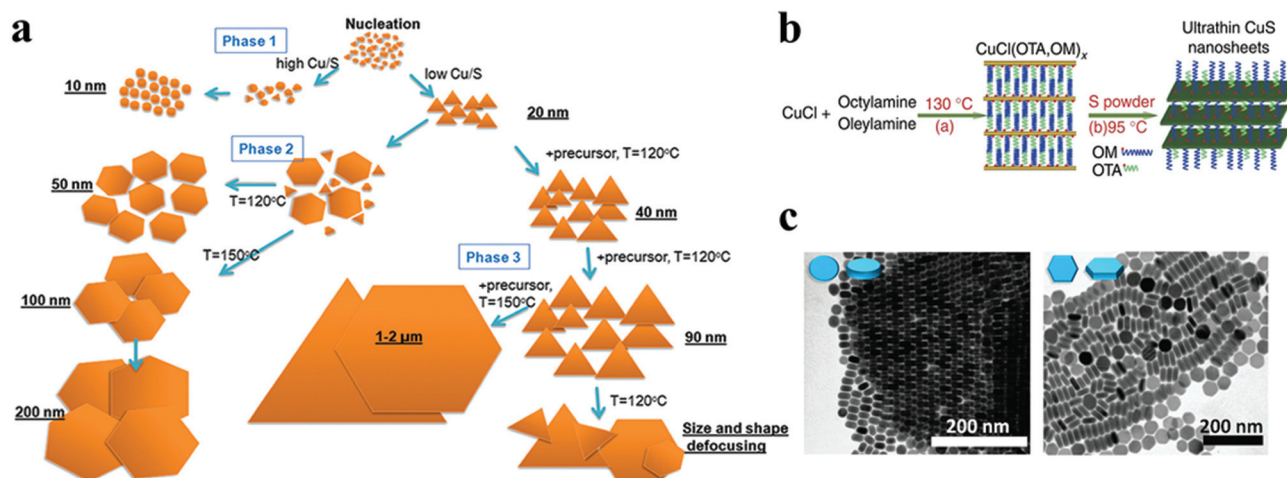 a
Nucleation
Phase 1
high Cu/S
low Cu/S
10 nm
20 nm
+precursor, T=120°C
Phase 2
50 nm
T=120°C
40 nm
T=150°C
+precursor, T=120°C
Phase 3
+precursor,
T=150°C
100 nm
1-2 µm
90 nm
T=120°C
200 nm
Size and shape
defocusing
b
CuCl(OTA,OM)x
Ultrathin CuS
nanosheets
CuCl +
Octylamine
Oleylamine
130 °C
(a)
S powder
(b)95 °C
OM
OTA
c
200 nm
200 nm